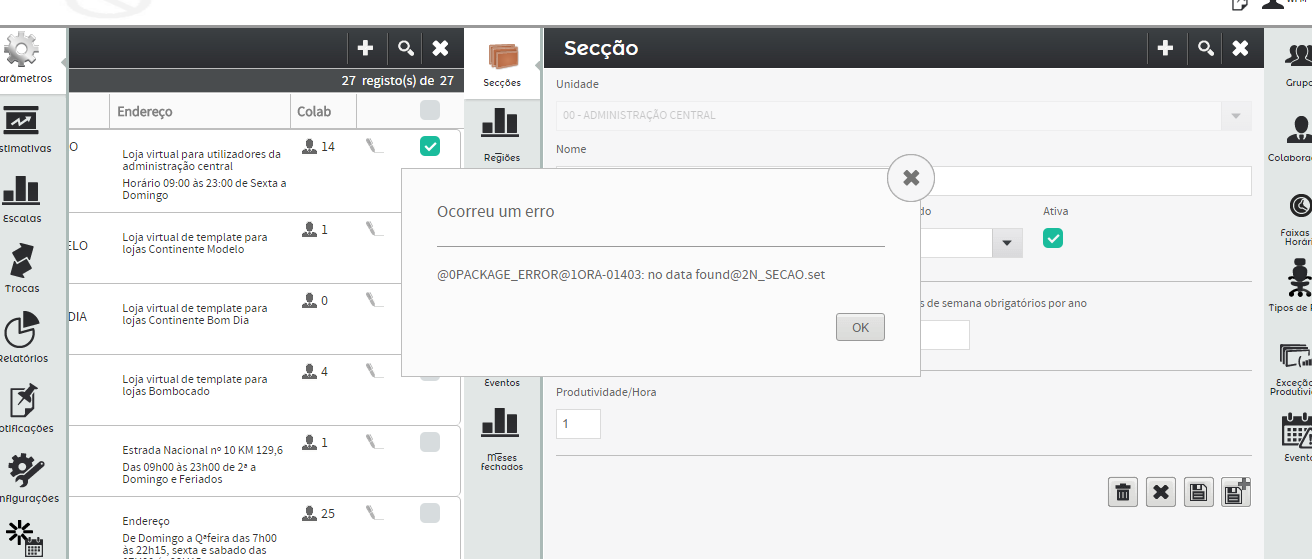 27 registo(s) de 27
Endereço
Colab
Loja virtual para utilizadores da
administração central
Horário 09:00 às 23:00 de Sexta a
Domingo
14
ELO
Loja virtual de template para
lojas Continente Modelo
1
DIA
Loja virtual de template para
lojas Continente Bom Dia
0
Loja virtual de template para
lojas Bombocado
4
Estrada Nacional nº 10 KM 129,6
Das 09h00 às 23h00 de 2ª a
Domingo e Feriados
1
Endereço
De Domingo a Qªfeira das 7h00
às 22h15, sexta e sabado das
25
arâmetros
stimativas
Escalas
Trocas
Relatórios
otificações
nfigurações
Secções
Regiões
Eventos
Meses
fechados
Secção
Unidade
00 - ADMINISTRAÇÃO CENTRAL
Nome
do
Ativa
s de semana obrigatórios por ano
Produtividade/Hora
1
Ocorreu um erro
@0PACKAGE_ERROR@1ORA-01403: no data found@2N_SECAO.set
OK
Grupo
Colabora
Faixas
Horári
Tipos de P
Exceçã
Produtivi
Evento